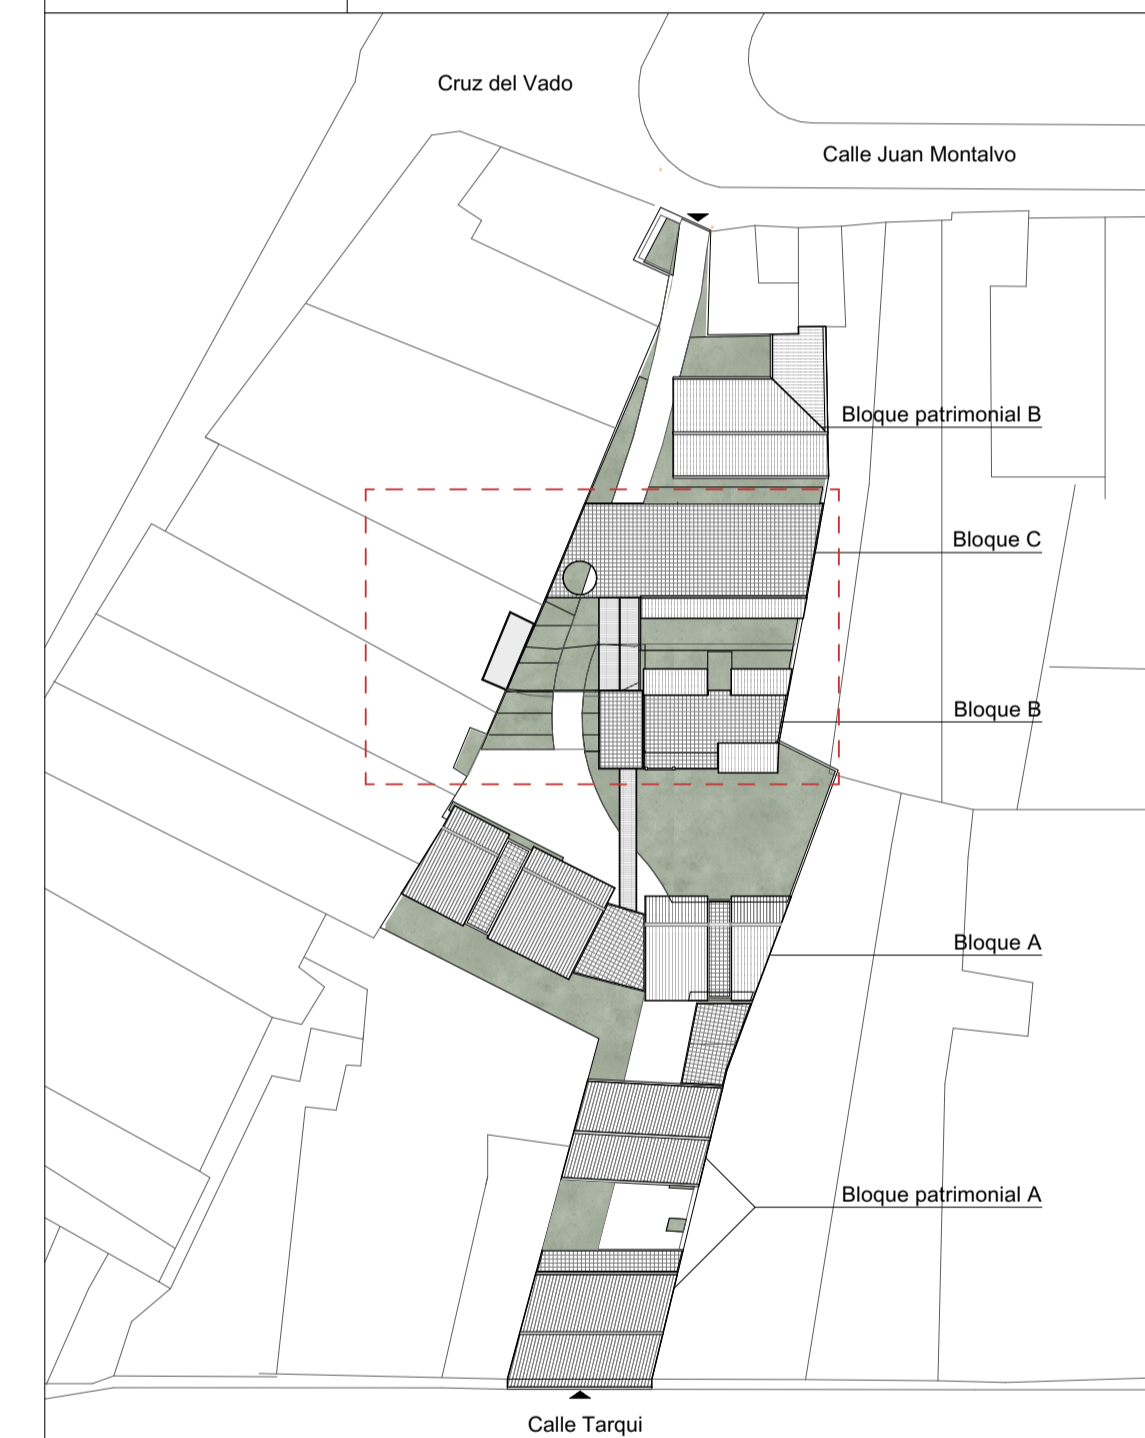 Cruz del Vado
Calle Juan Montalvo
Bloque patrimonial B
Bloque C
Bloque B
Bloque A
Bloque patrimonial A
Calle Tarqui